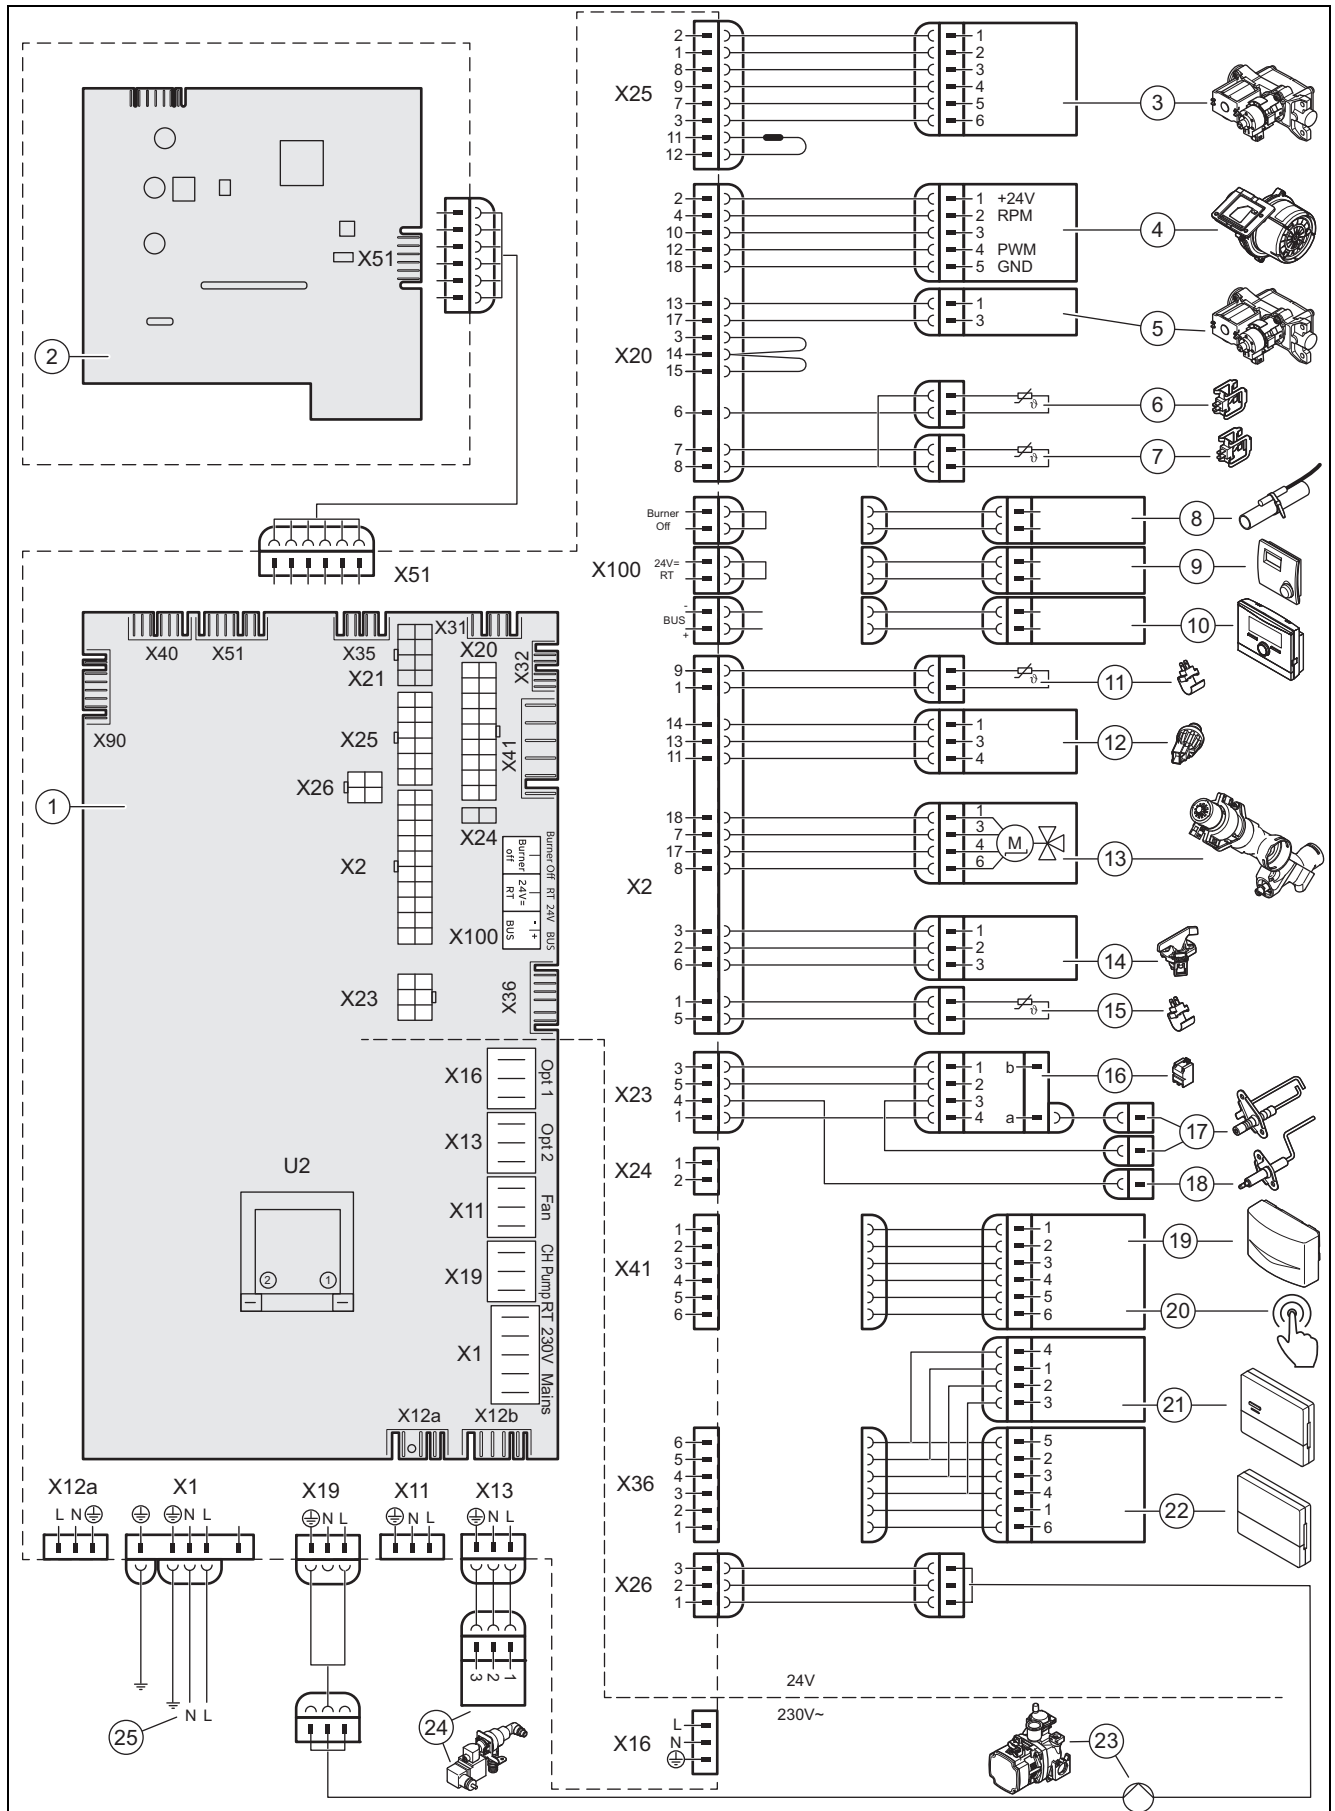 X51
2
X51
X25
2
1
8
9
7
3
11
12
1
2
3
4
5
6
3
X20
2
4
10
12
18
13
17
3
14
15
6
7
8
1 +24V
2 RPM
3
4 PWM
5 GND
4
1
3
5
ϑ
6
ϑ
7
X100
Burner
Off
24V=
RT
-
BUS
+
8
9
10
X2
9
1
14
13
11
18
7
17
8
3
2
6
1
5
ϑ
11
1
3
4
12
1
3
4
6
M
13
1
2
3
14
ϑ
15
X23
3
5
4
1
1
2
3
4
b
a
16
17
18
X24
1
2
X41
1
2
3
4
5
6
1
2
3
4
5
6
19
20
X36
6
5
4
3
2
1
4
1
2
3
21
5
2
3
4
1
6
22
X26
3
2
1
24V
230V~
X16
L
N
23
X40
X51
X35
X31
X21
X20
X32
X90
X25
X41
X26
1
X24
X2
X100
Burner off
24V= RT
BUS - +
Burner Off RT 24V BUS
X23
X36
X16
Opt 1
X13
Opt 2
X11
Fan
X19
CH Pump
X1
RT 230V Mains
U2
2
1
X12a
X12b
X12a
L N
X1
N L
X19
N L
X11
N L
X13
N L
3 2 1
N L
25
24